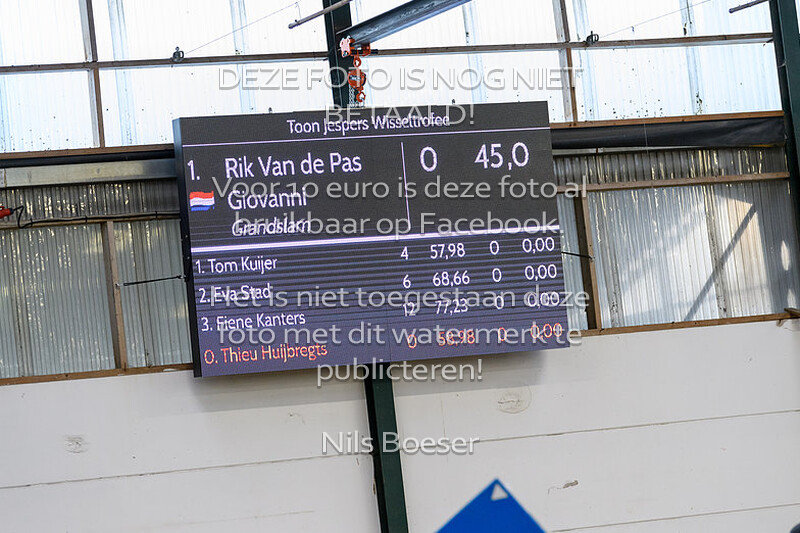 DEZE FOTO IS NOG NIET
BETAALD!
Toon Jespers Wisseltrofee
1. Rik Van de Pas 0 45,0
Giovanni
Voor 10 euro is deze foto al
bruikbaar op Facebook
Grandslam
1. Tom Kuijer 4 57,98 0 0,00
2. Eva Stad 6 68,66 0 0,00
Het is niet toegestaan deze
3. Fiene Kanters 12 77,23 0 0,00
foto met dit watermerk te
0. Thieu Huijbregts 0 58,98 0 0,00
publiceren!
Nils Boeser